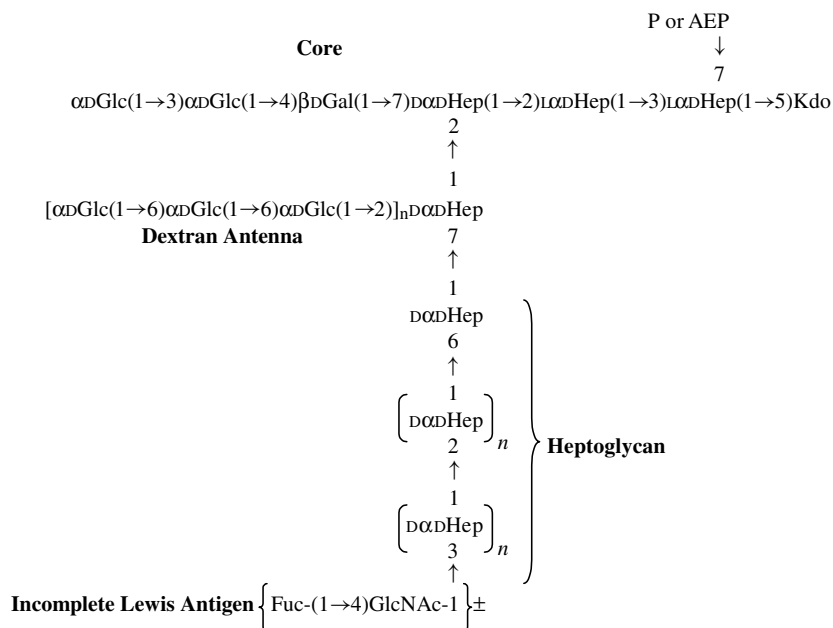 P or AEP
Core
↓
7
αDGlc(1→3)αDGlc(1→4)βDGal(1→7)DαDHep(1→2)LαDHep(1→3)LαDHep(1→5)Kdo
2
↑
1
[αDGlc(1→6)αDGlc(1→6)αDGlc(1→2)]nDαDHep
Dextran Antenna
7
↑
1
DαDHep
6
↑
1
[DαDHep]n
2
Heptoglycan
↑
1
[DαDHep]n
3
↑
Incomplete Lewis Antigen {Fuc-(1→4)GlcNAc-1}±